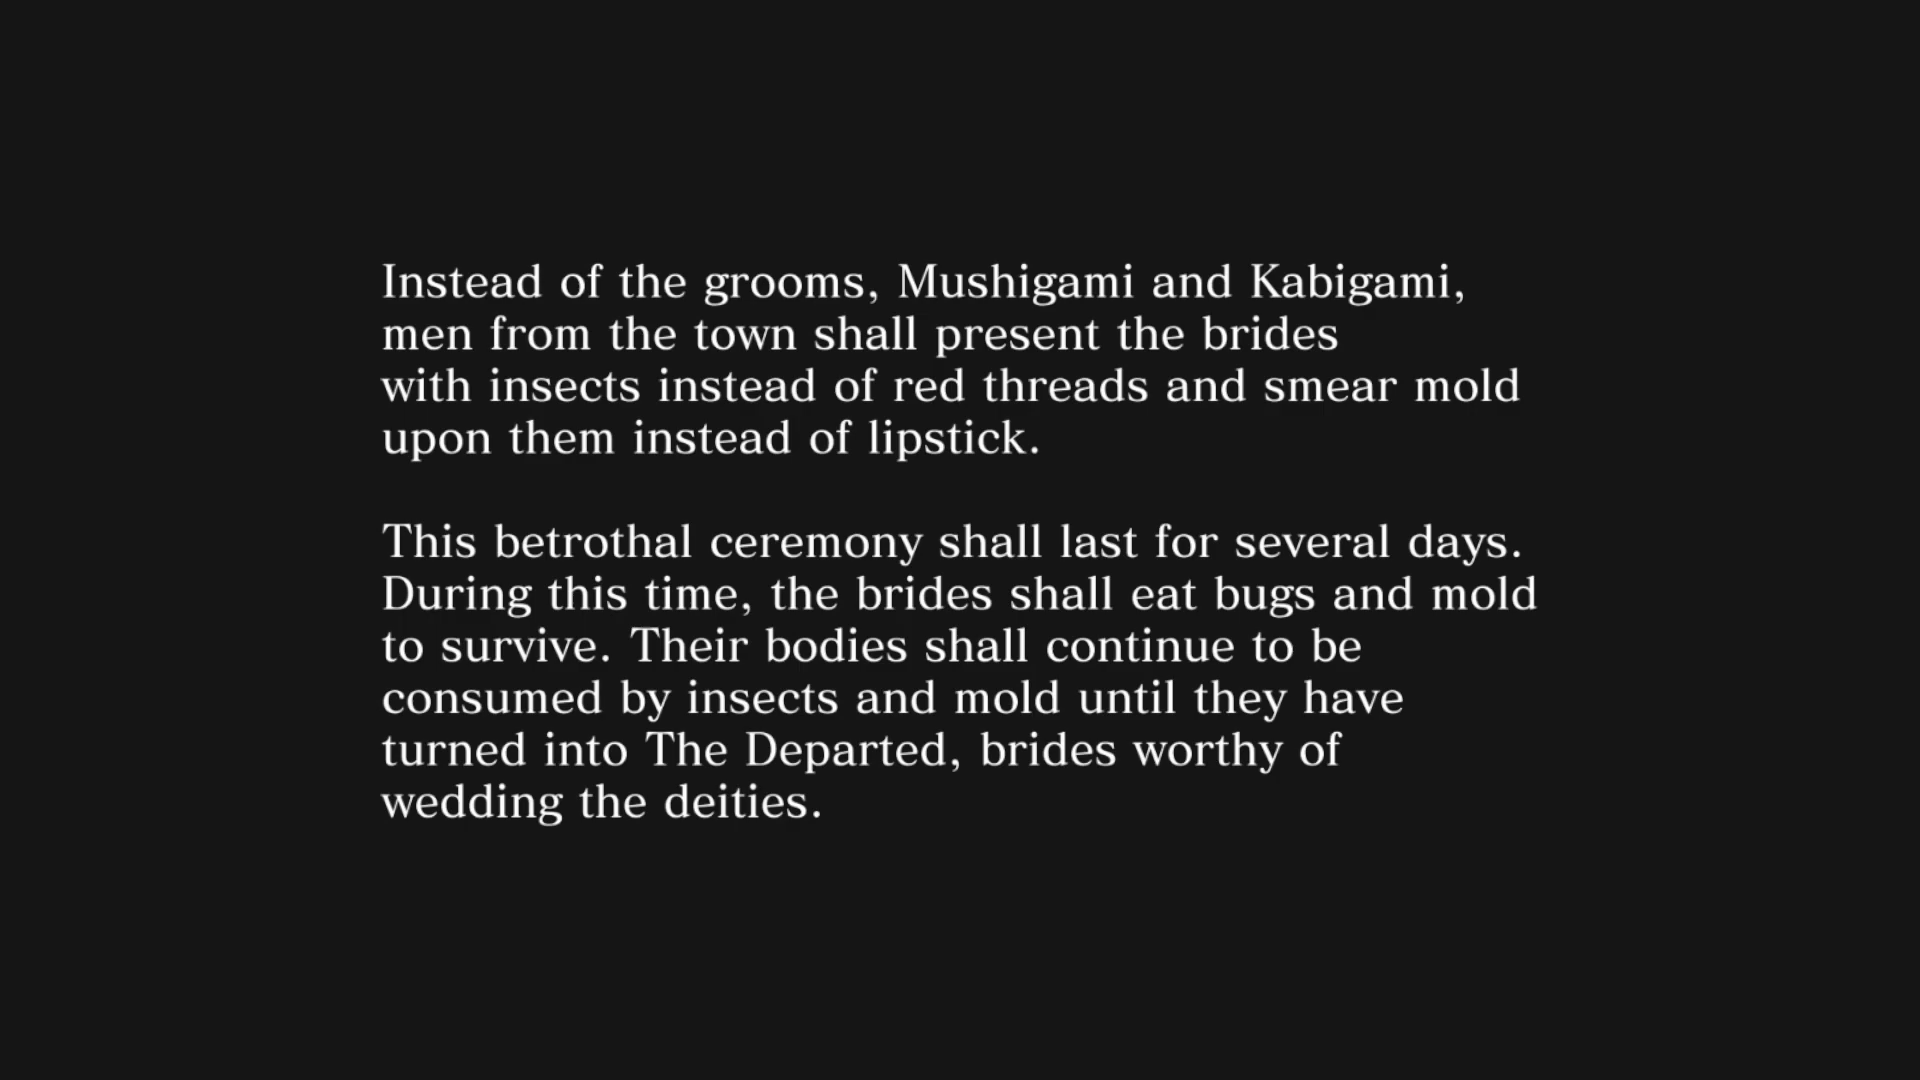 Instead of the grooms, Mushigami and Kabigami,
men from the town shall present the brides
with insects instead of red threads and smear mold
upon them instead of lipstick.
This betrothal ceremony shall last for several days.
During this time, the brides shall eat bugs and mold
to survive. Their bodies shall continue to be
consumed by insects and mold until they have
turned into The Departed, brides worthy of
wedding the deities.